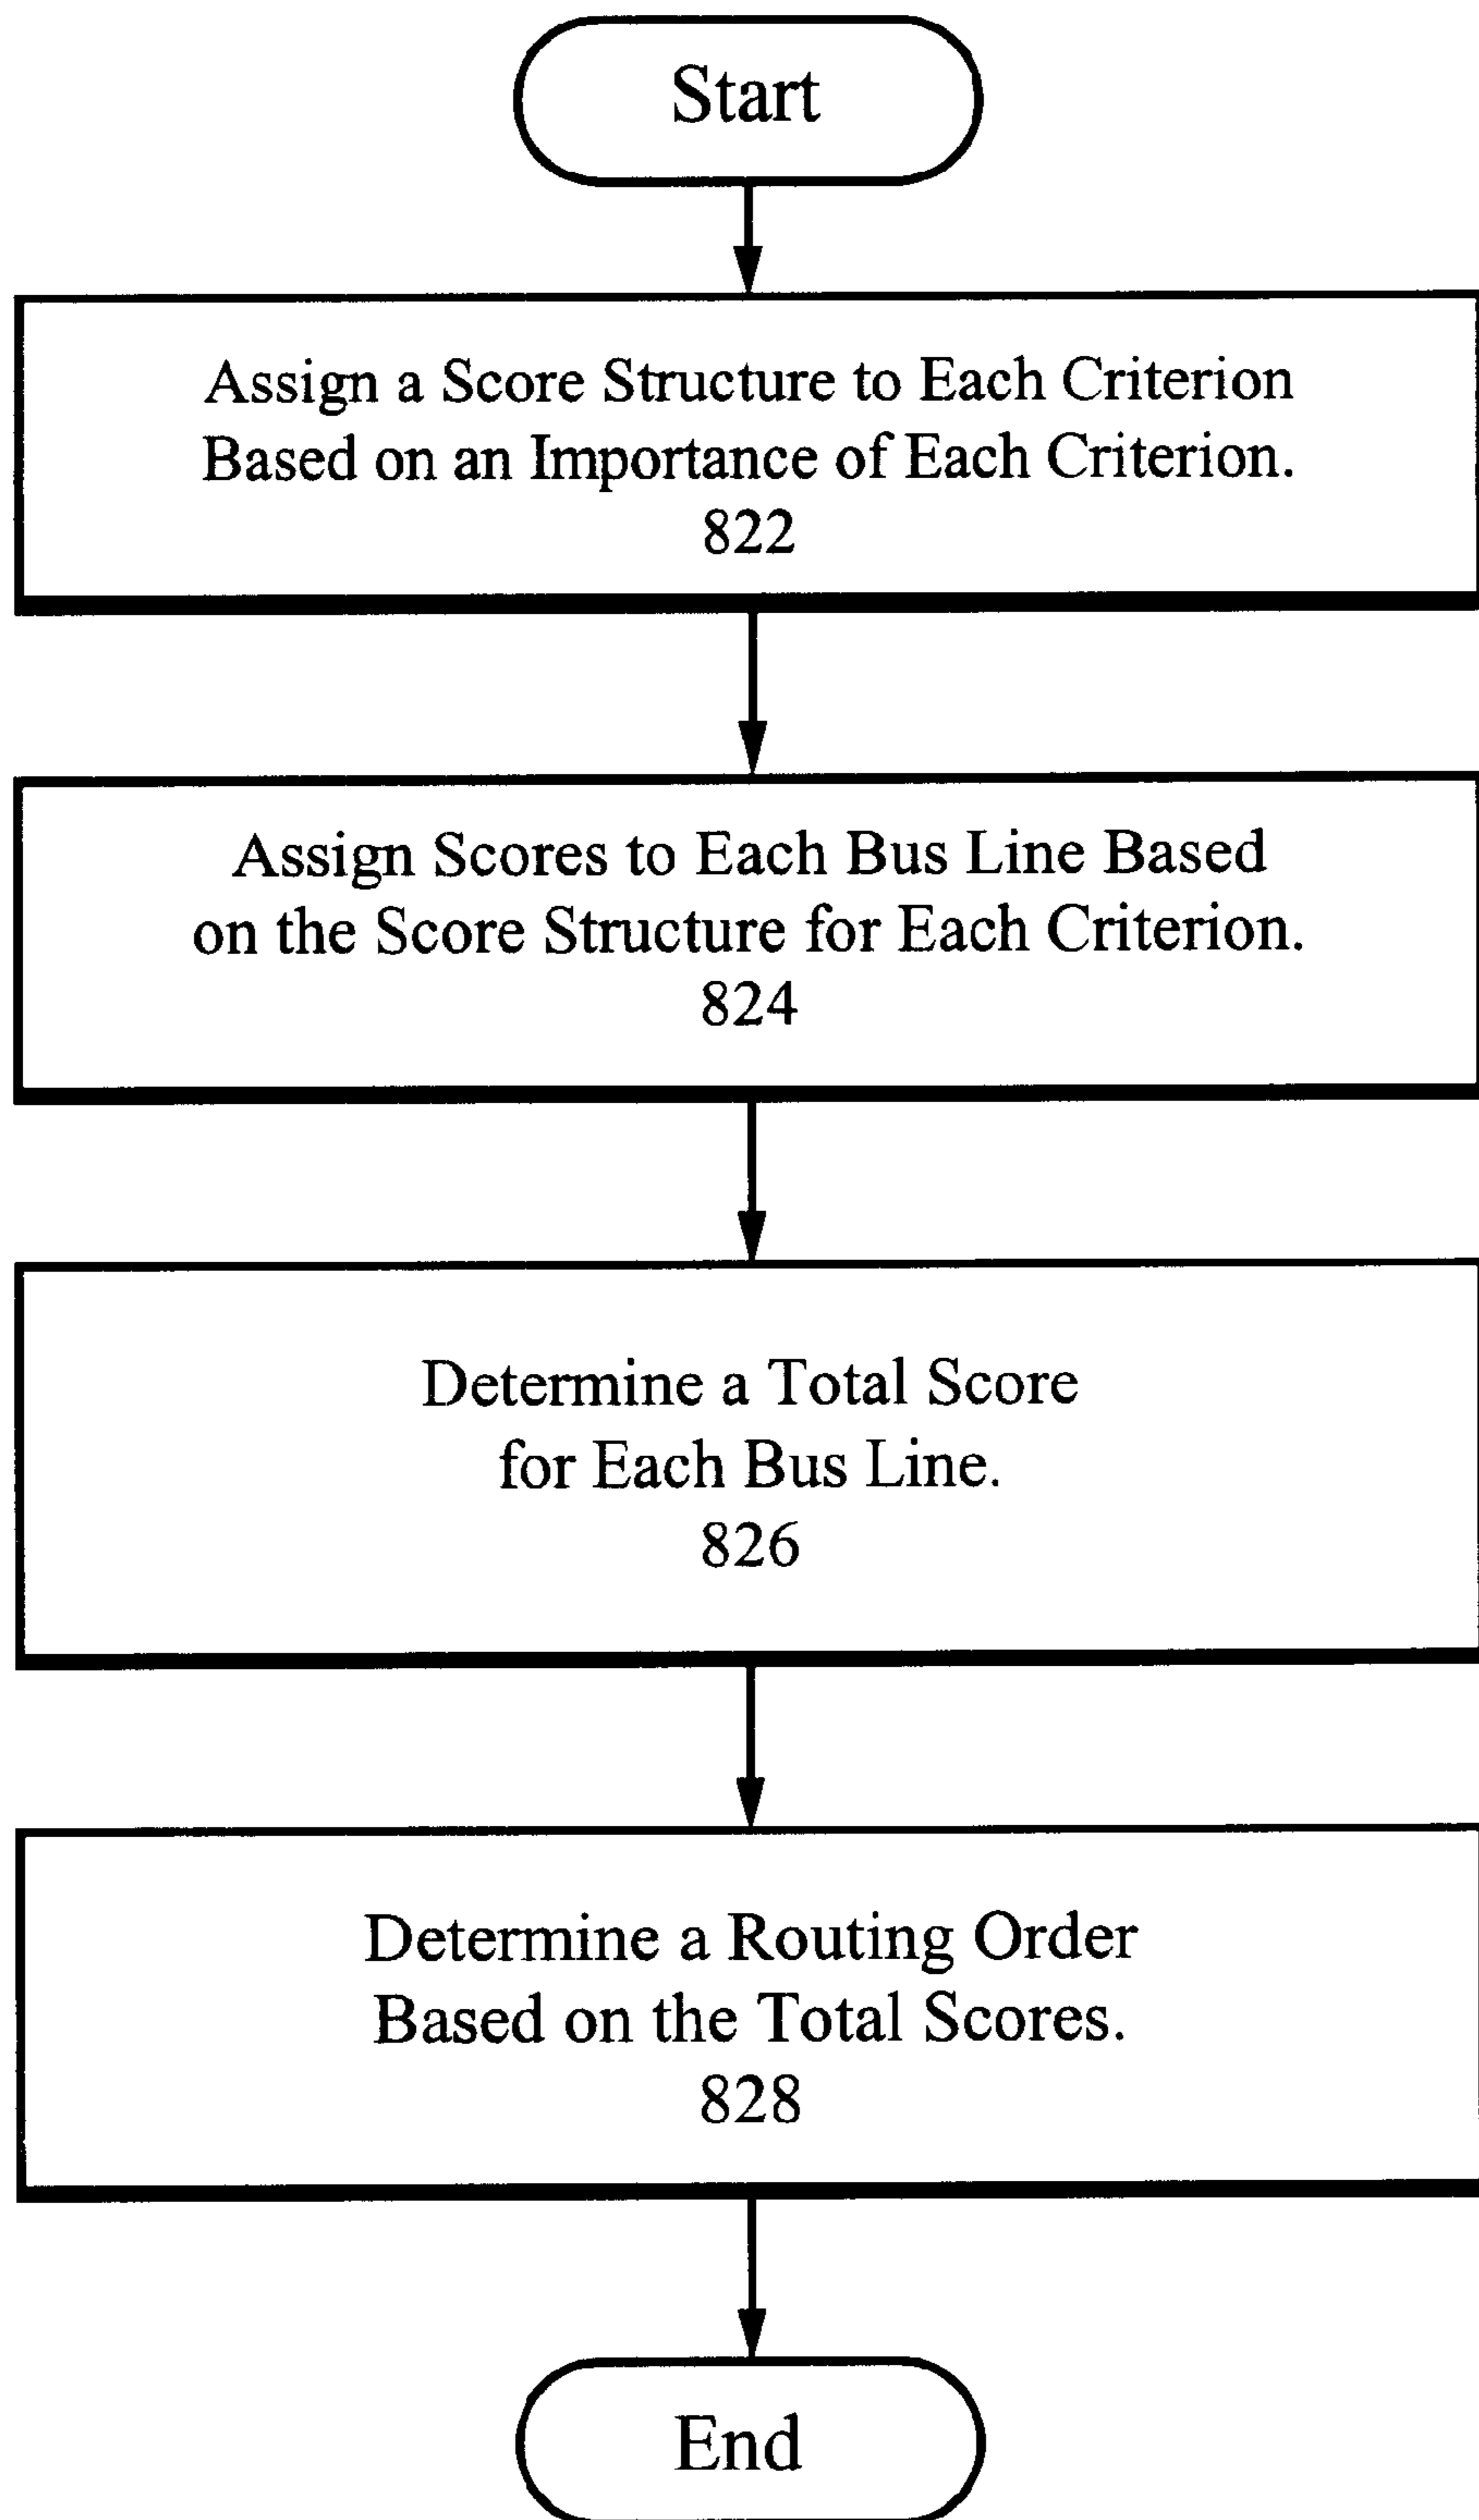 Start
Assign a Score Structure to Each Criterion
Based on an Importance of Each Criterion.
822
Assign Scores to Each Bus Line Based
on the Score Structure for Each Criterion.
824
Determine a Total Score
for Each Bus Line.
826
Determine a Routing Order
Based on the Total Scores.
828
End